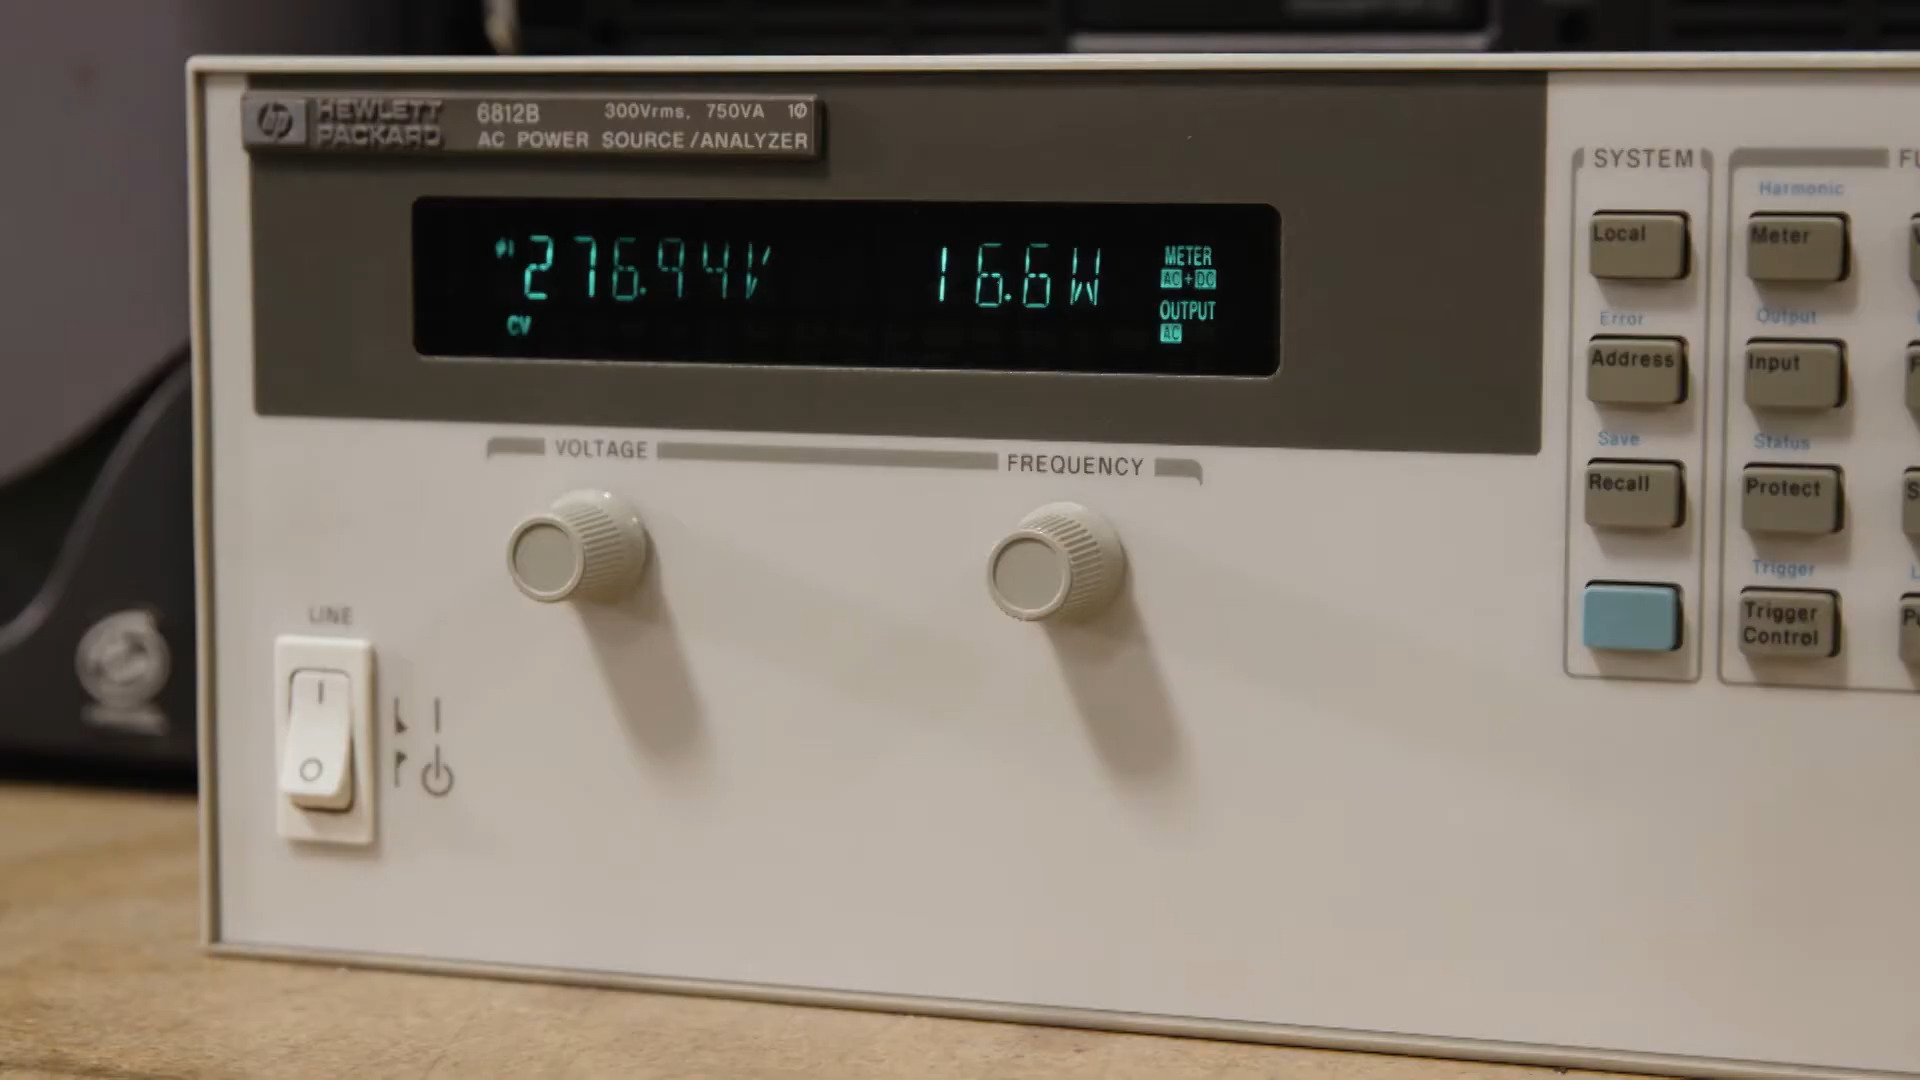 hp HEWLETT PACKARD
6812B 300Vrms, 750VA 1Ø
AC POWER SOURCE/ANALYZER
276.94V 16.6W
CV
METER
AC+DC
OUTPUT
AC
VOLTAGE
FREQUENCY
LINE
SYSTEM
Local
Error
Address
Save
Recall
Harmonic
Meter
Output
Input
Status
Protect
Trigger
Trigger
Control